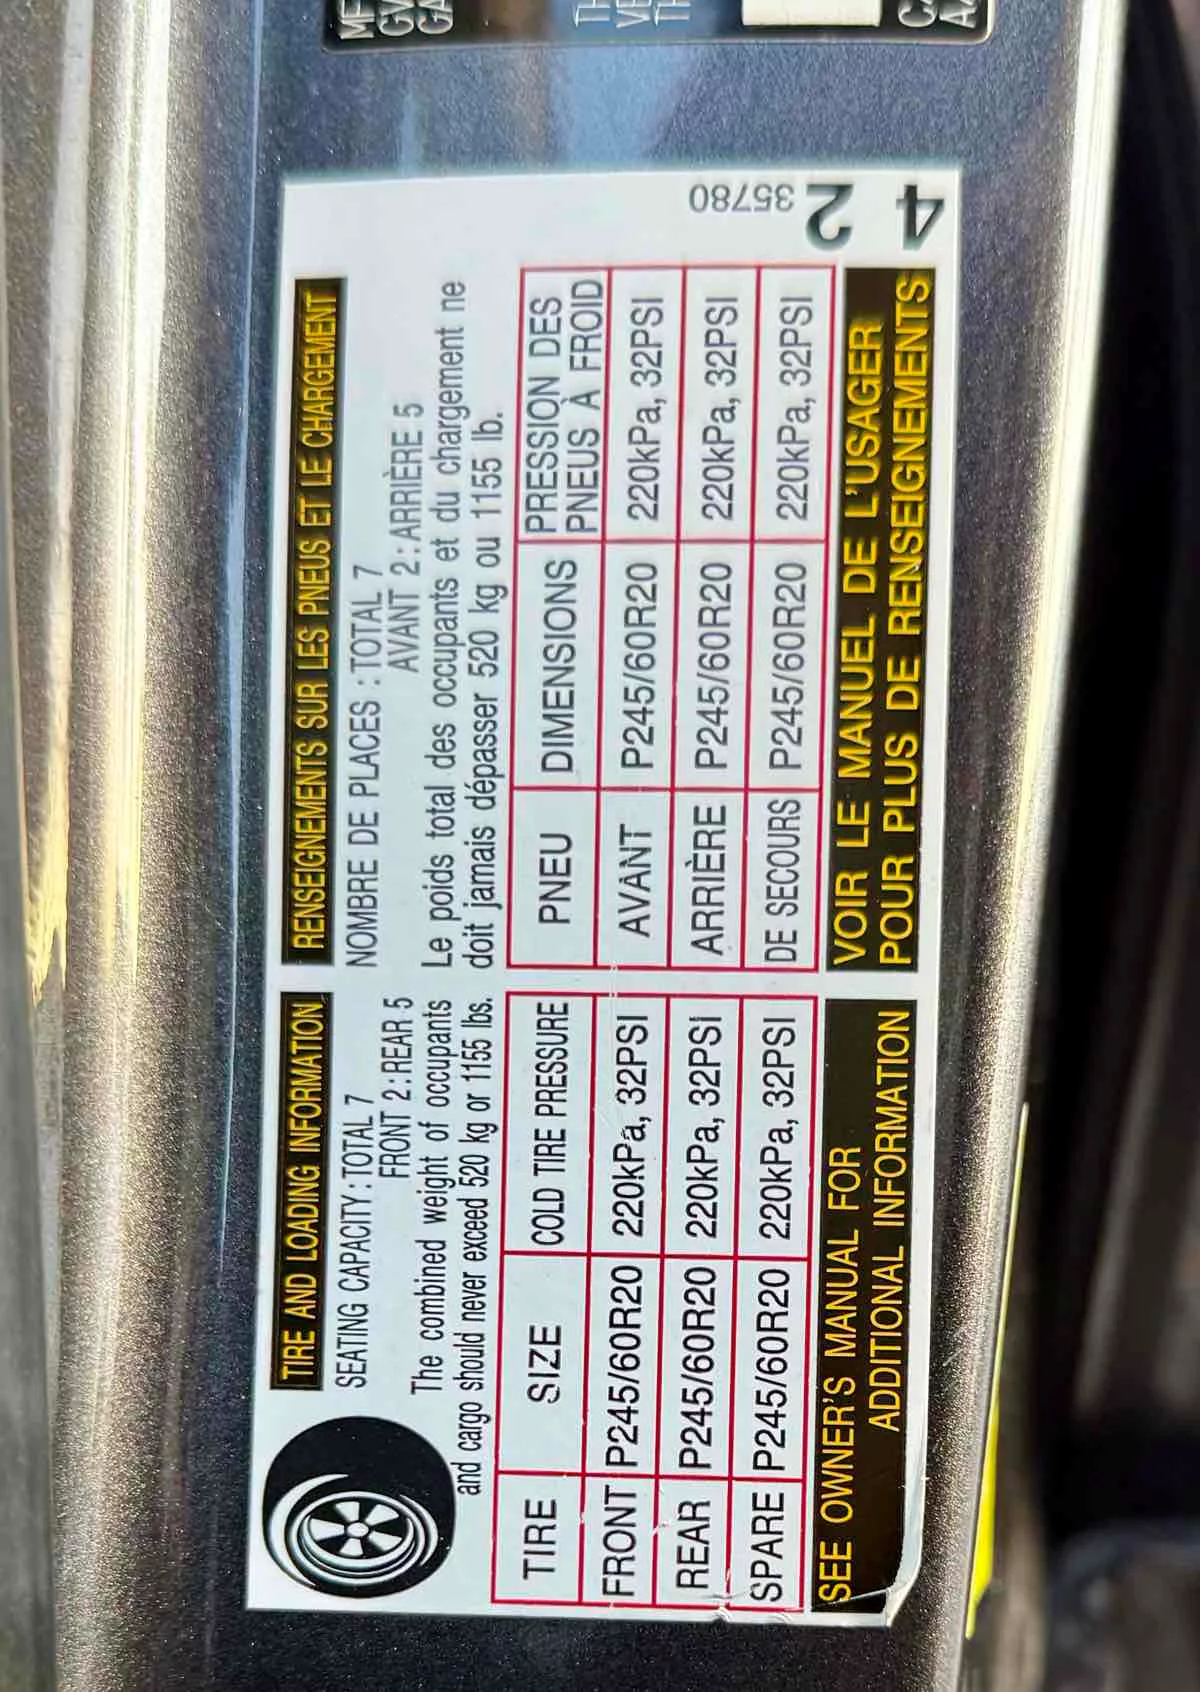 MF
GV
GA
TH
VE
TH
TIRE AND LOADING INFORMATION
SEATING CAPACITY : TOTAL 7
FRONT 2 : REAR 5
The combined weight of occupants
and cargo should never exceed 520 kg or 1155 lbs.
TIRE SIZE COLD TIRE PRESSURE
FRONT P245/60R20 220kPa, 32PSI
REAR P245/60R20 220kPa, 32PSI
SPARE P245/60R20 220kPa, 32PSI
SEE OWNER'S MANUAL FOR
ADDITIONAL INFORMATION
RENSEIGNEMENTS SUR LES PNEUS ET LE CHARGEMENT
NOMBRE DE PLACES : TOTAL 7
AVANT 2 : ARRIÈRE 5
Le poids total des occupants et du chargement ne
doit jamais dépasser 520 kg ou 1155 lb.
PNEU DIMENSIONS PRESSION DES
PNEUS À FROID
AVANT P245/60R20 220kPa, 32PSI
ARRIÈRE P245/60R20 220kPa, 32PSI
DE SECOURS P245/60R20 220kPa, 32PSI
VOIR LE MANUEL DE L'USAGER
POUR PLUS DE RENSEIGNEMENTS
35780
2
4